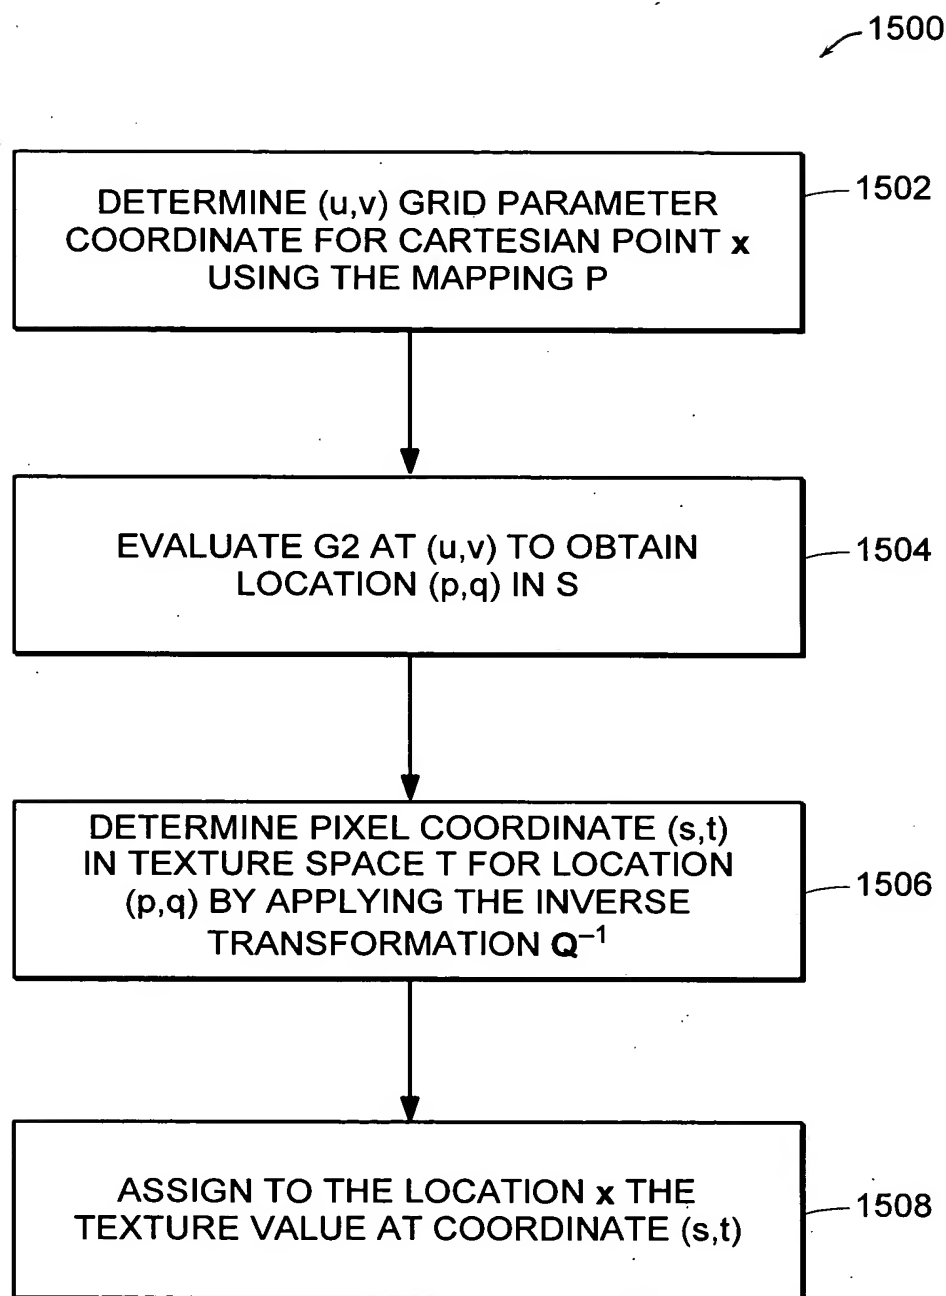 1500
DETERMINE (u,v) GRID PARAMETER
COORDINATE FOR CARTESIAN POINT x
USING THE MAPPING P
1502
EVALUATE G2 AT (u,v) TO OBTAIN
LOCATION (p,q) IN S
1504
DETERMINE PIXEL COORDINATE (s,t)
IN TEXTURE SPACE T FOR LOCATION
(p,q) BY APPLYING THE INVERSE
TRANSFORMATION Q⁻¹
1506
ASSIGN TO THE LOCATION x THE
TEXTURE VALUE AT COORDINATE (s,t)
1508